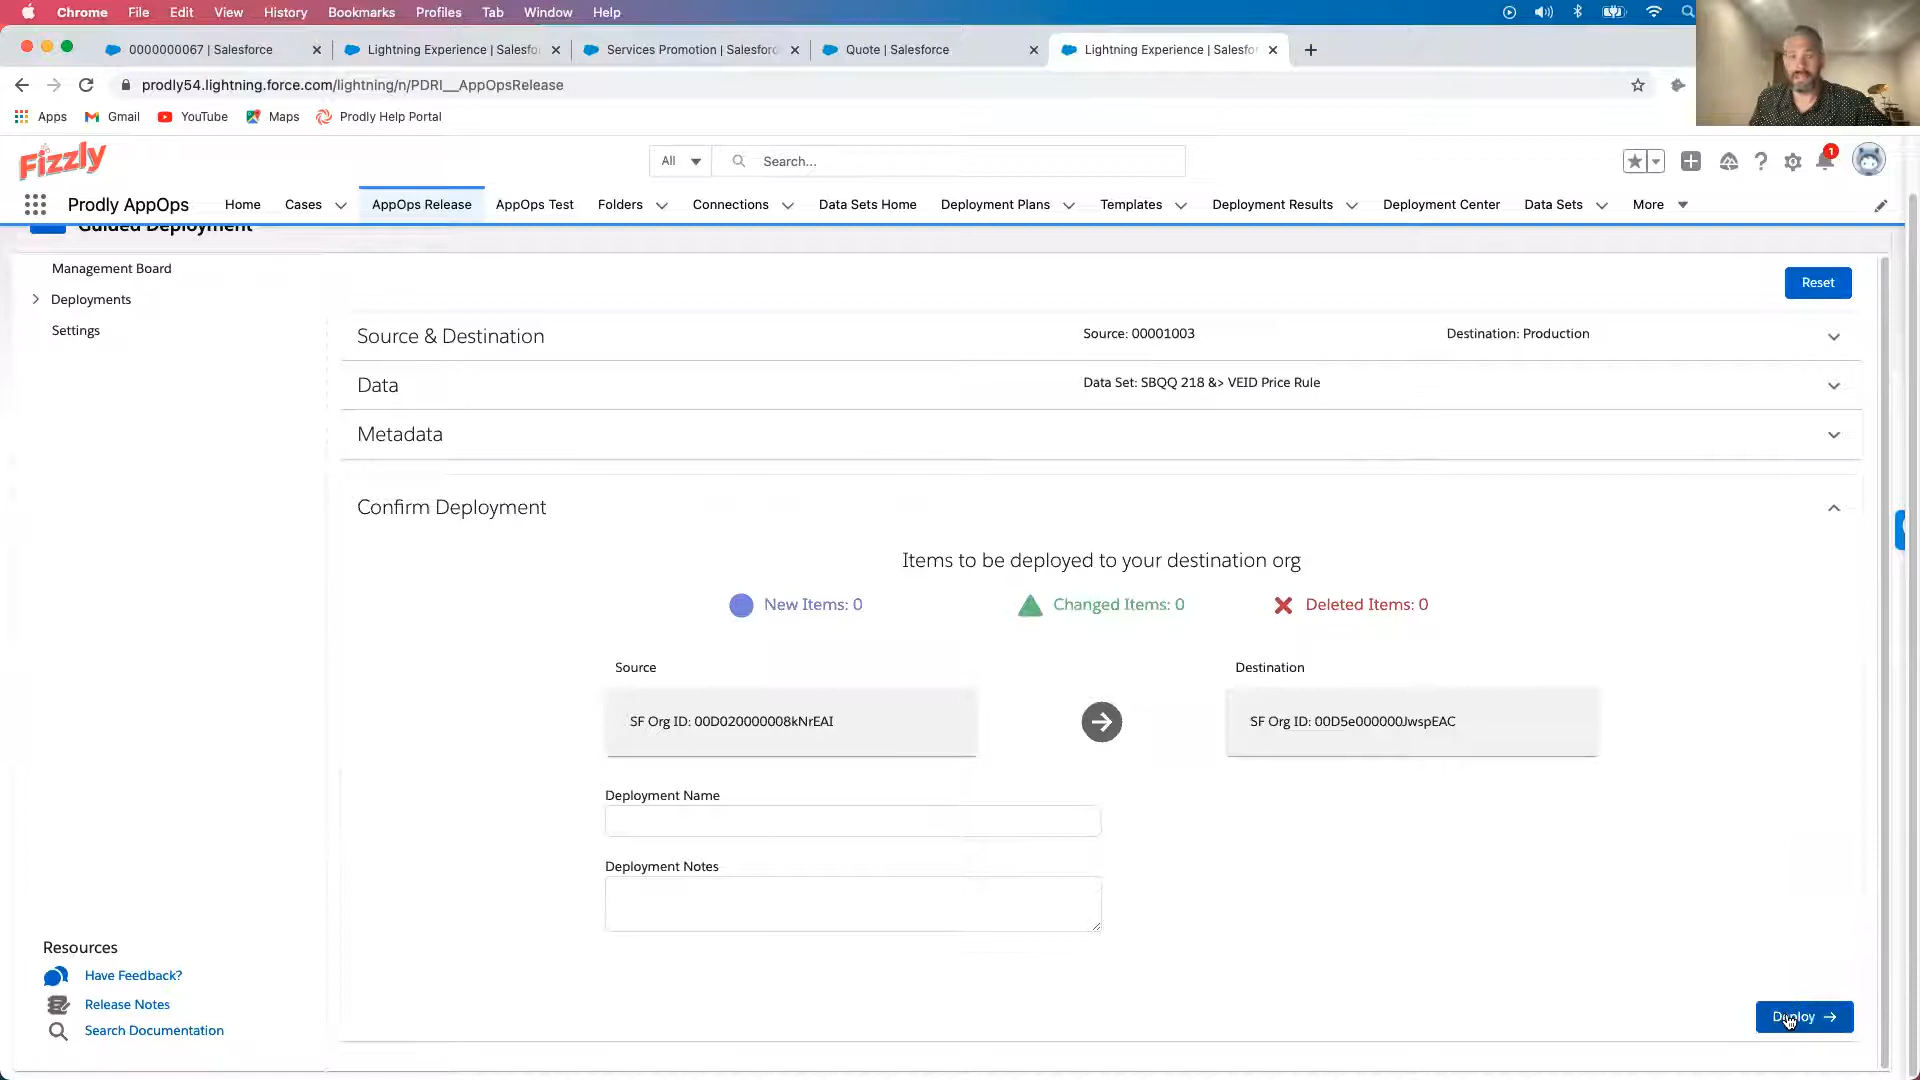 Chrome File Edit View History Bookmarks Profiles Tab Window Help
0000000067 | Salesforce
Lightning Experience | Salesfo
Services Promotion | Salesforc
Quote | Salesforce
Lightning Experience | Salesfor
prodly54.lightning.force.com/lightning/n/PDRI__AppOpsRelease
Apps Gmail YouTube Maps Prodly Help Portal
Fizzly
All Search...
1
Prodly AppOps Home Cases AppOps Release AppOps Test Folders Connections Data Sets Home Deployment Plans Templates Deployment Results Deployment Center Data Sets More
Guided Deployment
Management Board
Deployments
Settings
Reset
Source & Destination Source: 00001003 Destination: Production
Data Data Set: SBQQ 218 &> VEID Price Rule
Metadata
Confirm Deployment
Items to be deployed to your destination org
New Items: 0 Changed Items: 0 Deleted Items: 0
Source Destination
SF Org ID: 00D020000008kNrEAI SF Org ID: 00D5e000000JwspEAC
Deployment Name
Deployment Notes
Resources
Have Feedback?
Release Notes
Search Documentation
Deploy